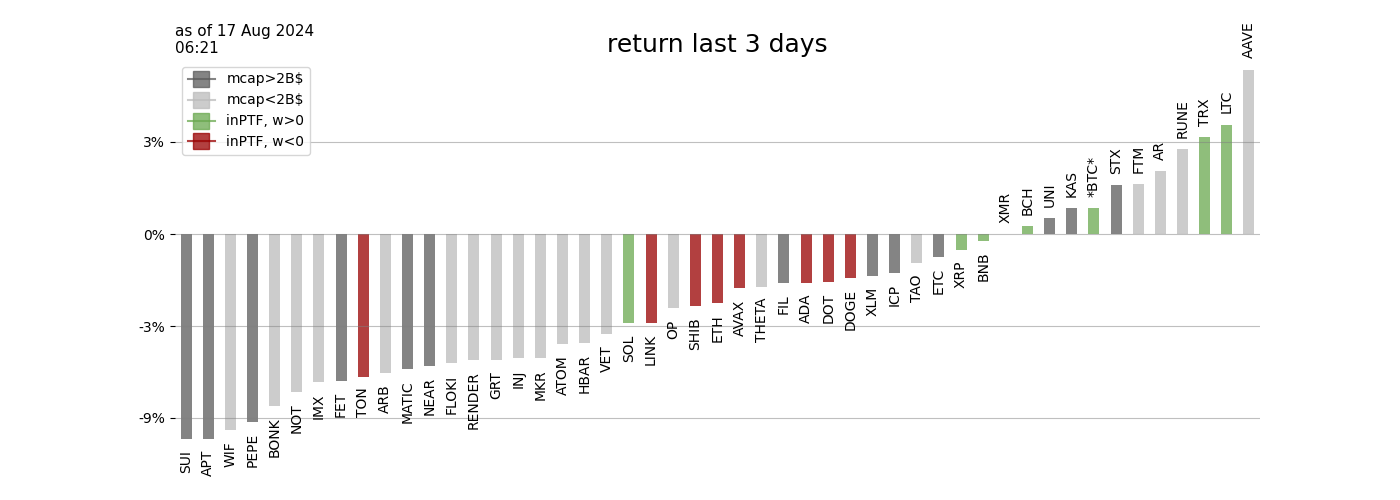 as of 17 Aug 2024
06:21
return last 3 days
mcap>2B$
mcap<2B$
inPTF, w>0
inPTF, w<0
3%
0%
-3%
-9%
SUI
APT
WIF
PEPE
BONK
NOT
IMX
FET
TON
ARB
MATIC
NEAR
FLOKI
RENDER
GRT
INJ
MKR
ATOM
HBAR
VET
SOL
LINK
OP
SHIB
ETH
AVAX
THETA
FIL
ADA
DOT
DOGE
XLM
ICP
TAO
ETC
XRP
BNB
XMR
BCH
UNI
KAS
*BTC*
STX
FTM
AR
RUNE
TRX
LTC
AAVE